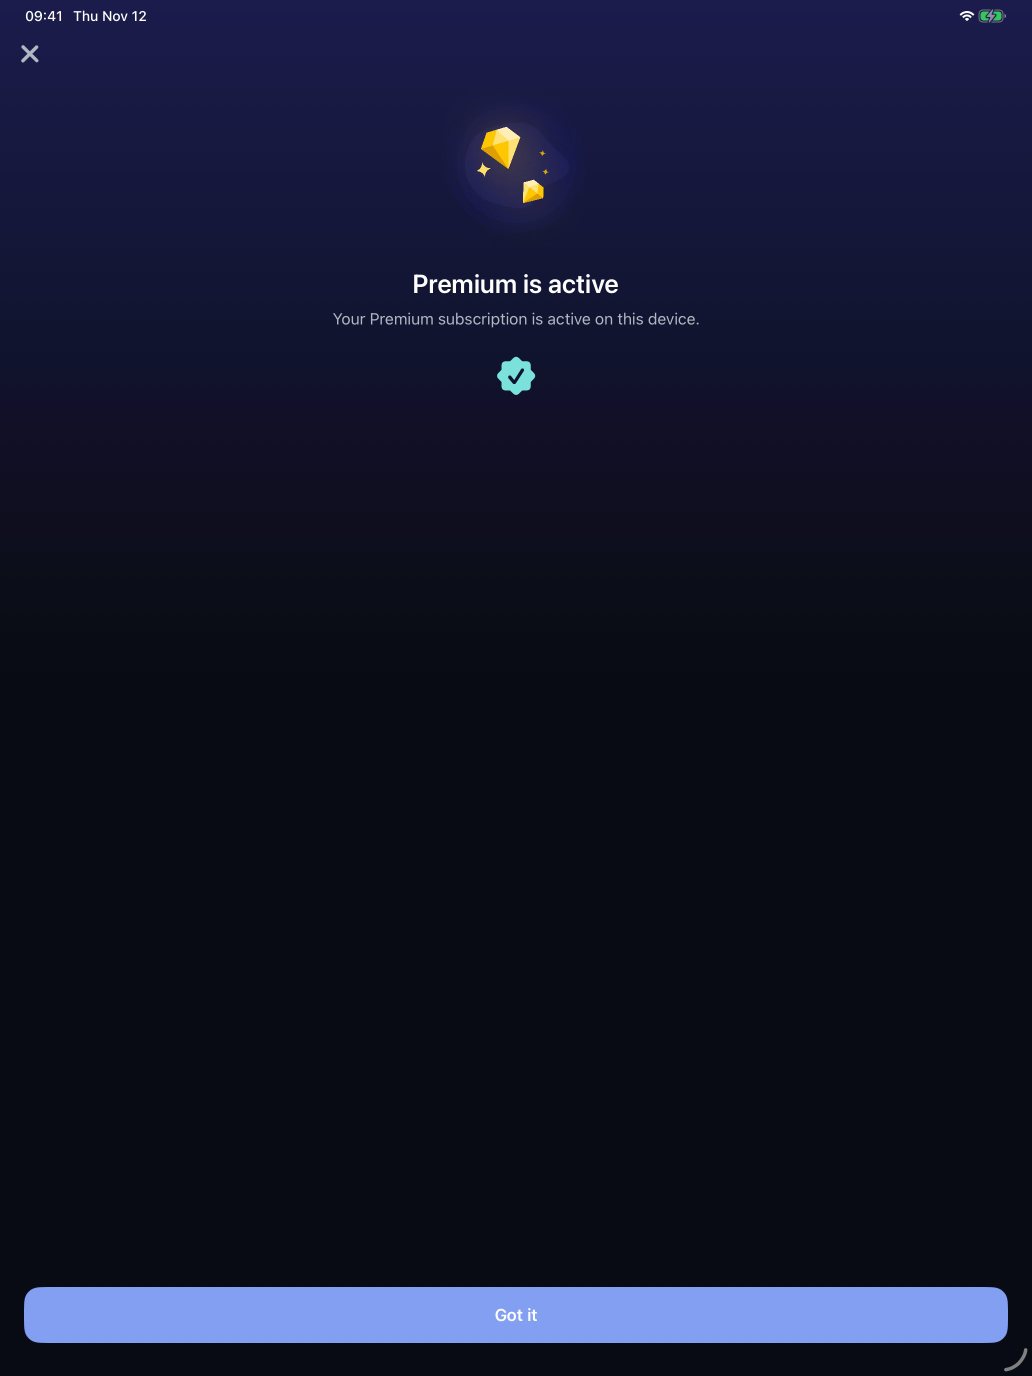 09:41 Thu Nov 12
Premium is active
Your Premium subscription is active on this device.
Got it